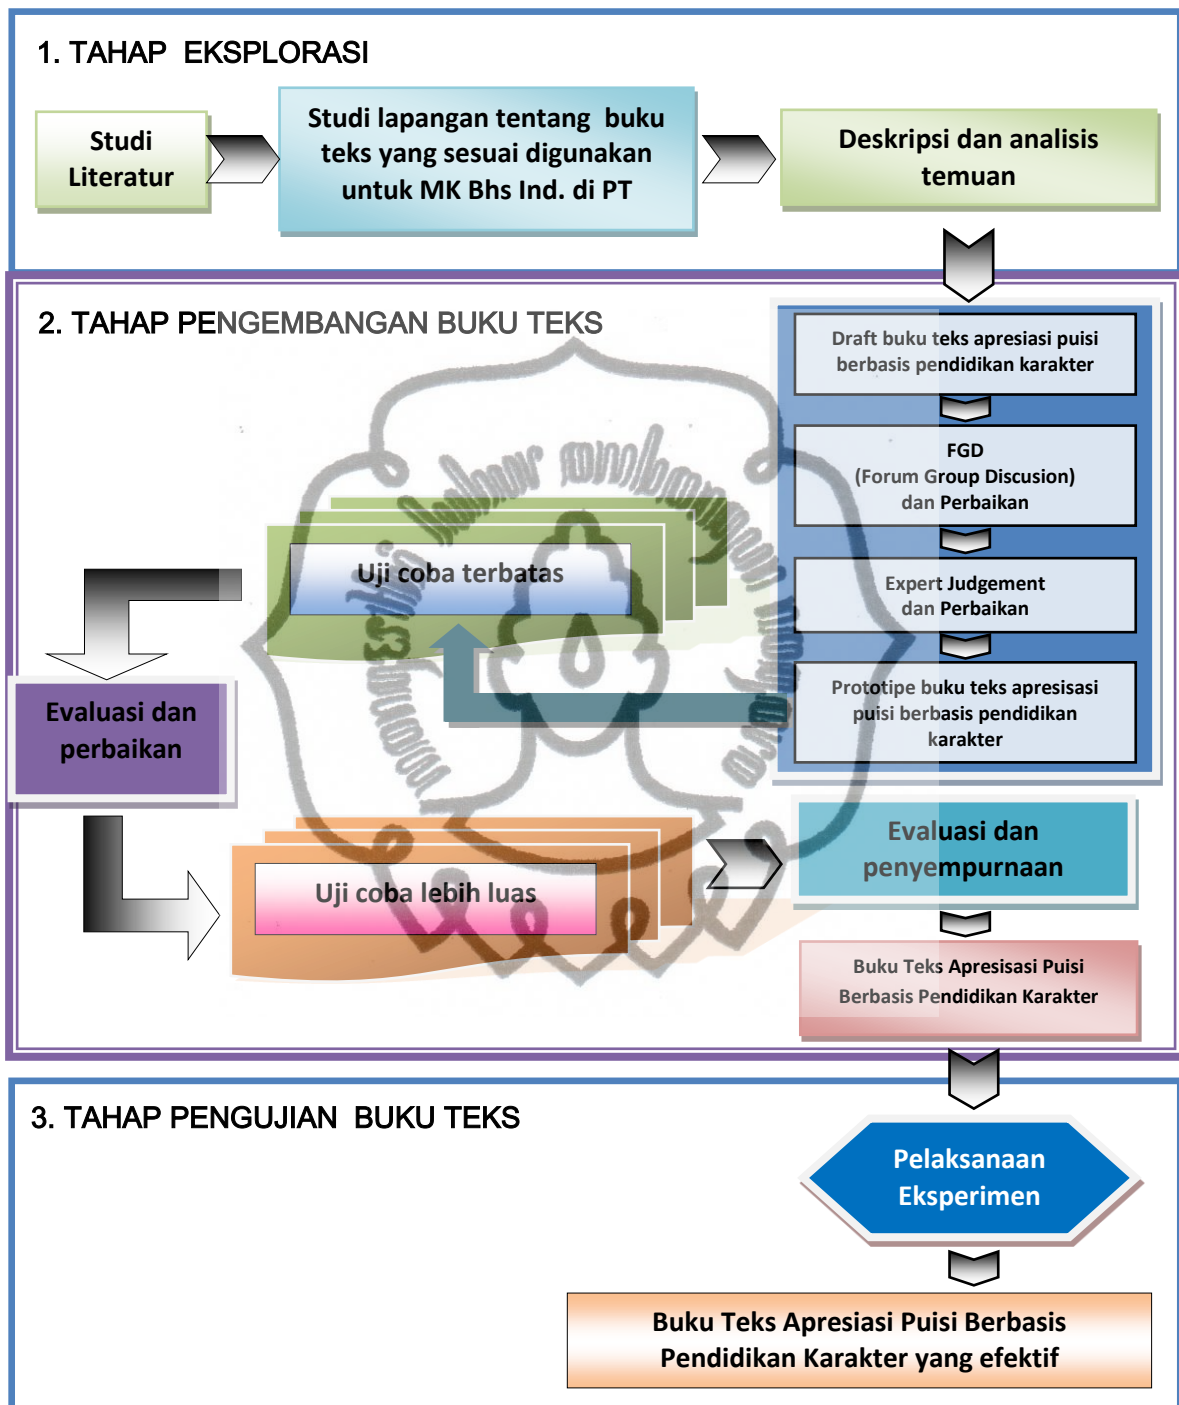 1. TAHAP  EKSPLORASI
Studi
Literatur
Studi lapangan tentang  buku
teks yang sesuai digunakan
untuk MK Bhs Ind. di PT
Deskripsi dan analisis
temuan
2. TAHAP PENGEMBANGAN BUKU TEKS
Draft buku teks apresiasi puisi
berbasis pendidikan karakter
FGD
(Forum Group Discusion)
dan Perbaikan
Expert Judgement
dan Perbaikan
Prototipe buku teks apresisasi
puisi berbasis pendidikan
karakter
Uji coba terbatas
Evaluasi dan
perbaikan
Uji coba lebih luas
Evaluasi dan
penyempurnaan
Buku Teks Apresisasi Puisi
Berbasis Pendidikan Karakter
3. TAHAP PENGUJIAN  BUKU TEKS
Pelaksanaan
Eksperimen
Buku Teks Apresiasi Puisi Berbasis
Pendidikan Karakter yang efektif